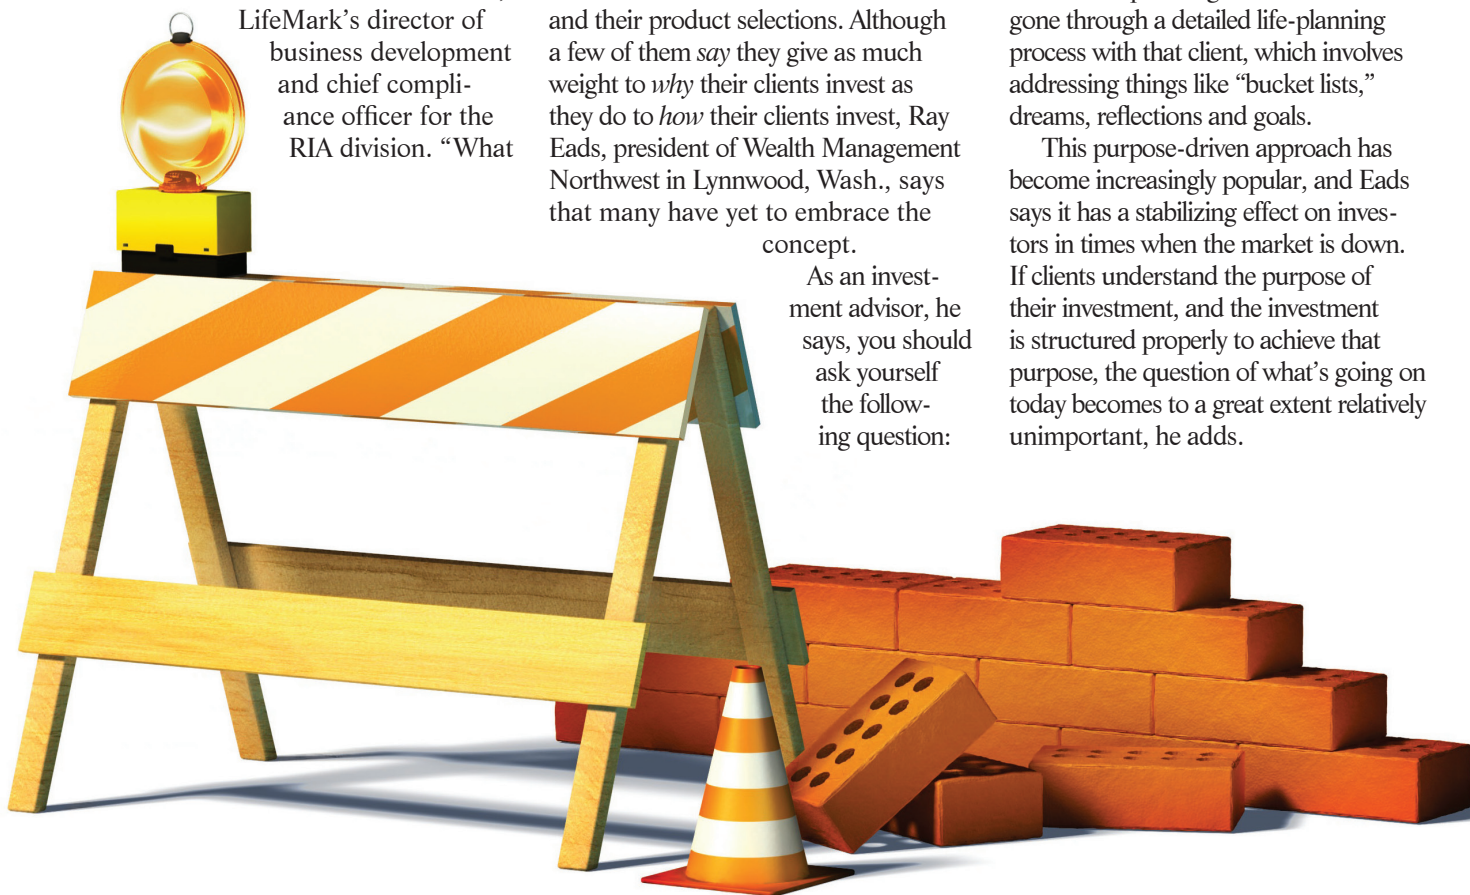 LifeMark’s director of
business development
and chief compli-
ance officer for the
RIA division. “What
and their product selections. Although
a few of them say they give as much
weight to why their clients invest as
they do to how their clients invest, Ray
Eads, president of Wealth Management
Northwest in Lynnwood, Wash., says
that many have yet to embrace the
concept.
As an invest-
ment advisor, he
says, you should
ask yourself
the follow-
ing question:
gone through a detailed life-planning
process with that client, which involves
addressing things like “bucket lists,”
dreams, reflections and goals.
This purpose-driven approach has
become increasingly popular, and Eads
says it has a stabilizing effect on inves-
tors in times when the market is down.
If clients understand the purpose of
their investment, and the investment
is structured properly to achieve that
purpose, the question of what’s going on
today becomes to a great extent relatively
unimportant, he adds.